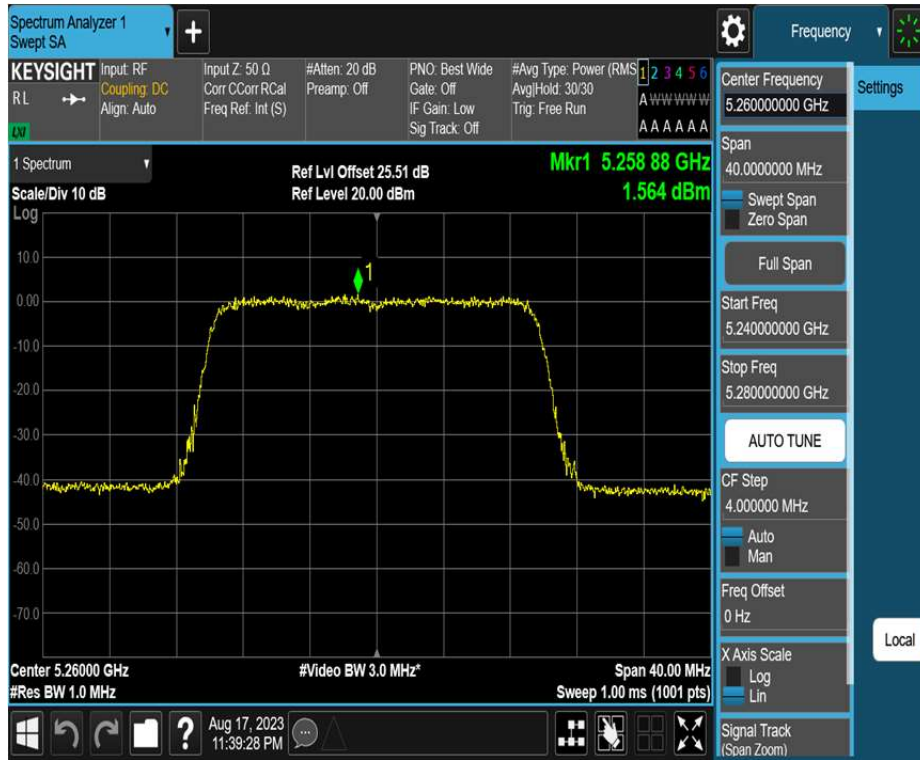 Spectrum Analyzer 1
Swept SA
Frequency
KEYSIGHT
R L
LXI
Input: RF
Coupling: DC
Align: Auto
Input Z: 50 Ω
Corr CCorr RCal
Freq Ref: Int (S)
#Atten: 20 dB
Preamp: Off
PNO: Best Wide
Gate: Off
IF Gain: Low
Sig Track: Off
#Avg Type: Power (RMS
Avg|Hold: 30/30
Trig: Free Run
1 2 3 4 5 6
A W W W W W
A A A A A A
1 Spectrum
Scale/Div 10 dB
Log
Ref Lvl Offset 25.51 dB
Ref Level 20.00 dBm
Mkr1 5.258 88 GHz
1.564 dBm
1
10.0
0.00
-10.0
-20.0
-30.0
-40.0
-50.0
-60.0
-70.0
Center 5.26000 GHz
#Res BW 1.0 MHz
#Video BW 3.0 MHz*
Span 40.00 MHz
Sweep 1.00 ms (1001 pts)
Center Frequency
5.260000000 GHz
Span
40.0000000 MHz
Swept Span
Zero Span
Full Span
Start Freq
5.240000000 GHz
Stop Freq
5.280000000 GHz
AUTO TUNE
CF Step
4.000000 MHz
Auto
Man
Freq Offset
0 Hz
X Axis Scale
Log
Lin
Signal Track
(Span Zoom)
Settings
Local
?
Aug 17, 2023
11:39:28 PM